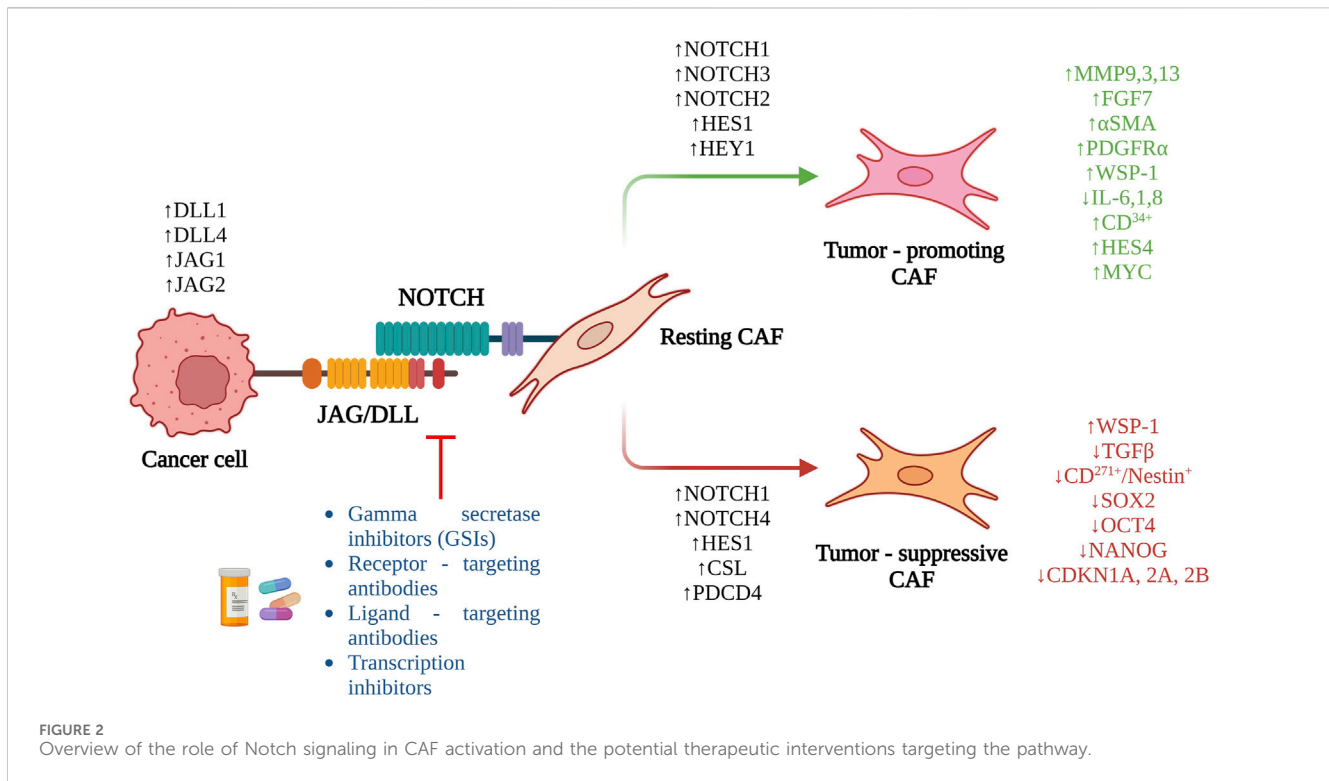 ↑NOTCH1
↑NOTCH3
↑NOTCH2
↑HES1
↑HEY1
↑MMP9,3,13
↑FGF7
↑αSMA
↑PDGFRα
↑WSP-1
↓IL-6,1,8
↑CD34+
↑HES4
↑MYC
Tumor - promoting
CAF
↑DLL1
↑DLL4
↑JAG1
↑JAG2
NOTCH
Resting CAF
JAG/DLL
Cancer cell
• Gamma secretase
inhibitors (GSIs)
• Receptor - targeting
antibodies
• Ligand - targeting
antibodies
• Transcription
inhibitors
↑NOTCH1
↑NOTCH4
↑HES1
↑CSL
↑PDCD4
Tumor - suppressive
CAF
↑WSP-1
↓TGFβ
↓CD271+/Nestin+
↓SOX2
↓OCT4
↓NANOG
↓CDKN1A, 2A, 2B
FIGURE 2
Overview of the role of Notch signaling in CAF activation and the potential therapeutic interventions targeting the pathway.